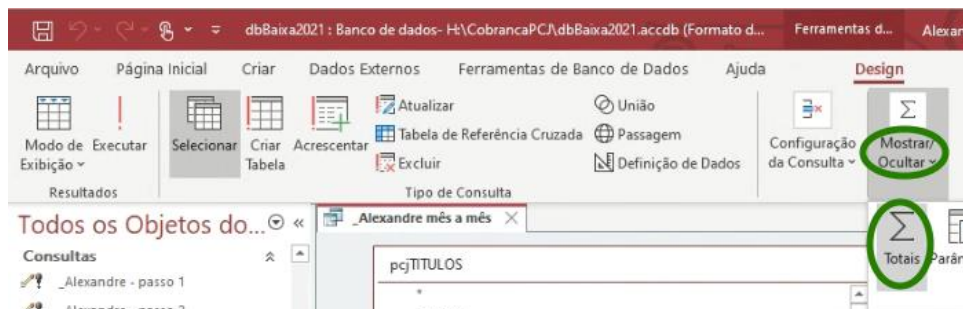 dbBaixa2021 : Banco de dados- H:\CobrancaPCJ\dbBaixa2021.accdb (Formato d... Ferramentas d... Alexan
Arquivo Página Inicial Criar Dados Externos Ferramentas de Banco de Dados Ajuda Design
Modo de Exibição
Executar
Selecionar
Criar Tabela
Acrescentar
Atualizar
Tabela de Referência Cruzada
Excluir
União
Passagem
Definição de Dados
Configuração da Consulta
Mostrar/ Ocultar
Resultados
Tipo de Consulta
Todos os Objetos do...
_Alexandre mês a mês
Totais
Parân
Consultas
pcjTITULOS
_Alexandre - passo 1
*